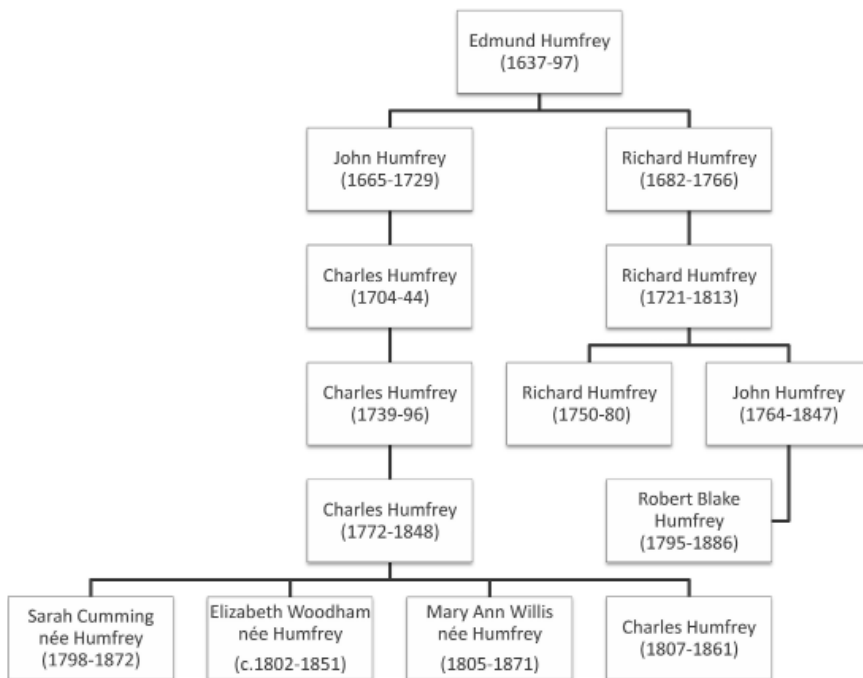 Edmund Humfrey
(1637-97)
John Humfrey
(1665-1729)
Richard Humfrey
(1682-1766)
Charles Humfrey
(1704-44)
Richard Humfrey
(1721-1813)
Charles Humfrey
(1739-96)
Richard Humfrey
(1750-80)
John Humfrey
(1764-1847)
Charles Humfrey
(1772-1848)
Robert Blake
Humfrey
(1795-1886)
Sarah Cumming
née Humfrey
(1798-1872)
Elizabeth Woodham
née Humfrey
(c.1802-1851)
Mary Ann Willis
née Humfrey
(1805-1871)
Charles Humfrey
(1807-1861)